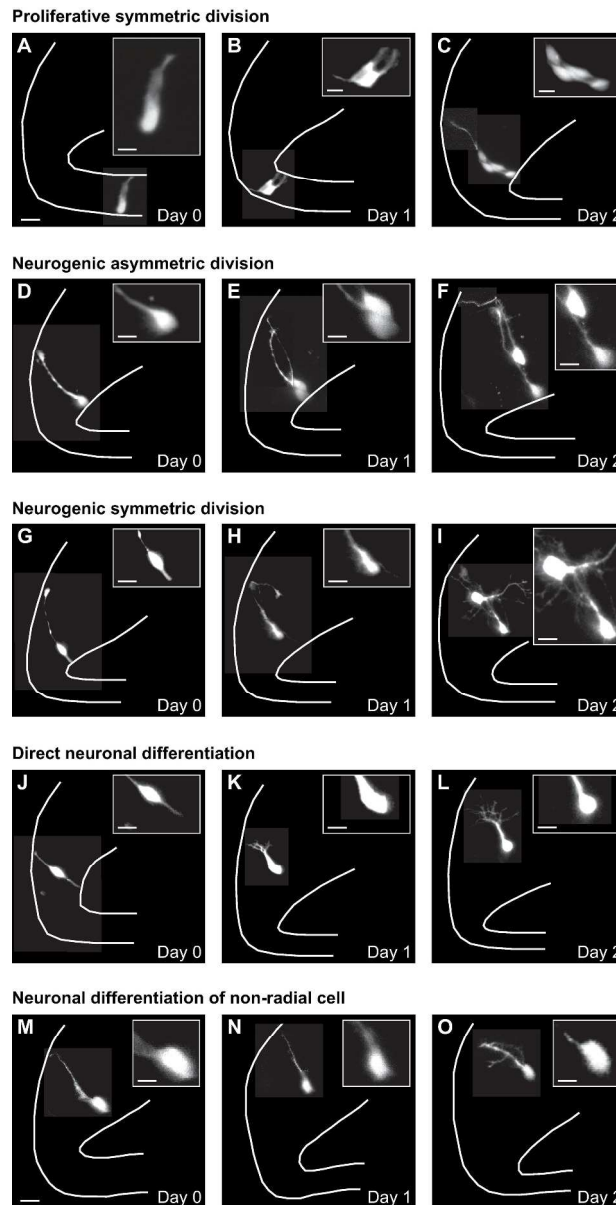 Proliferative symmetric division
A B C
Day 0 Day 1 Day 2
Neurogenic asymmetric division
D E F
Day 0 Day 1 Day 2
Neurogenic symmetric division
G H I
Day 0 Day 1 Day 2
Direct neuronal differentiation
J K L
Day 0 Day 1 Day 2
Neuronal differentiation of non-radial cell
M N O
Day 0 Day 1 Day 2